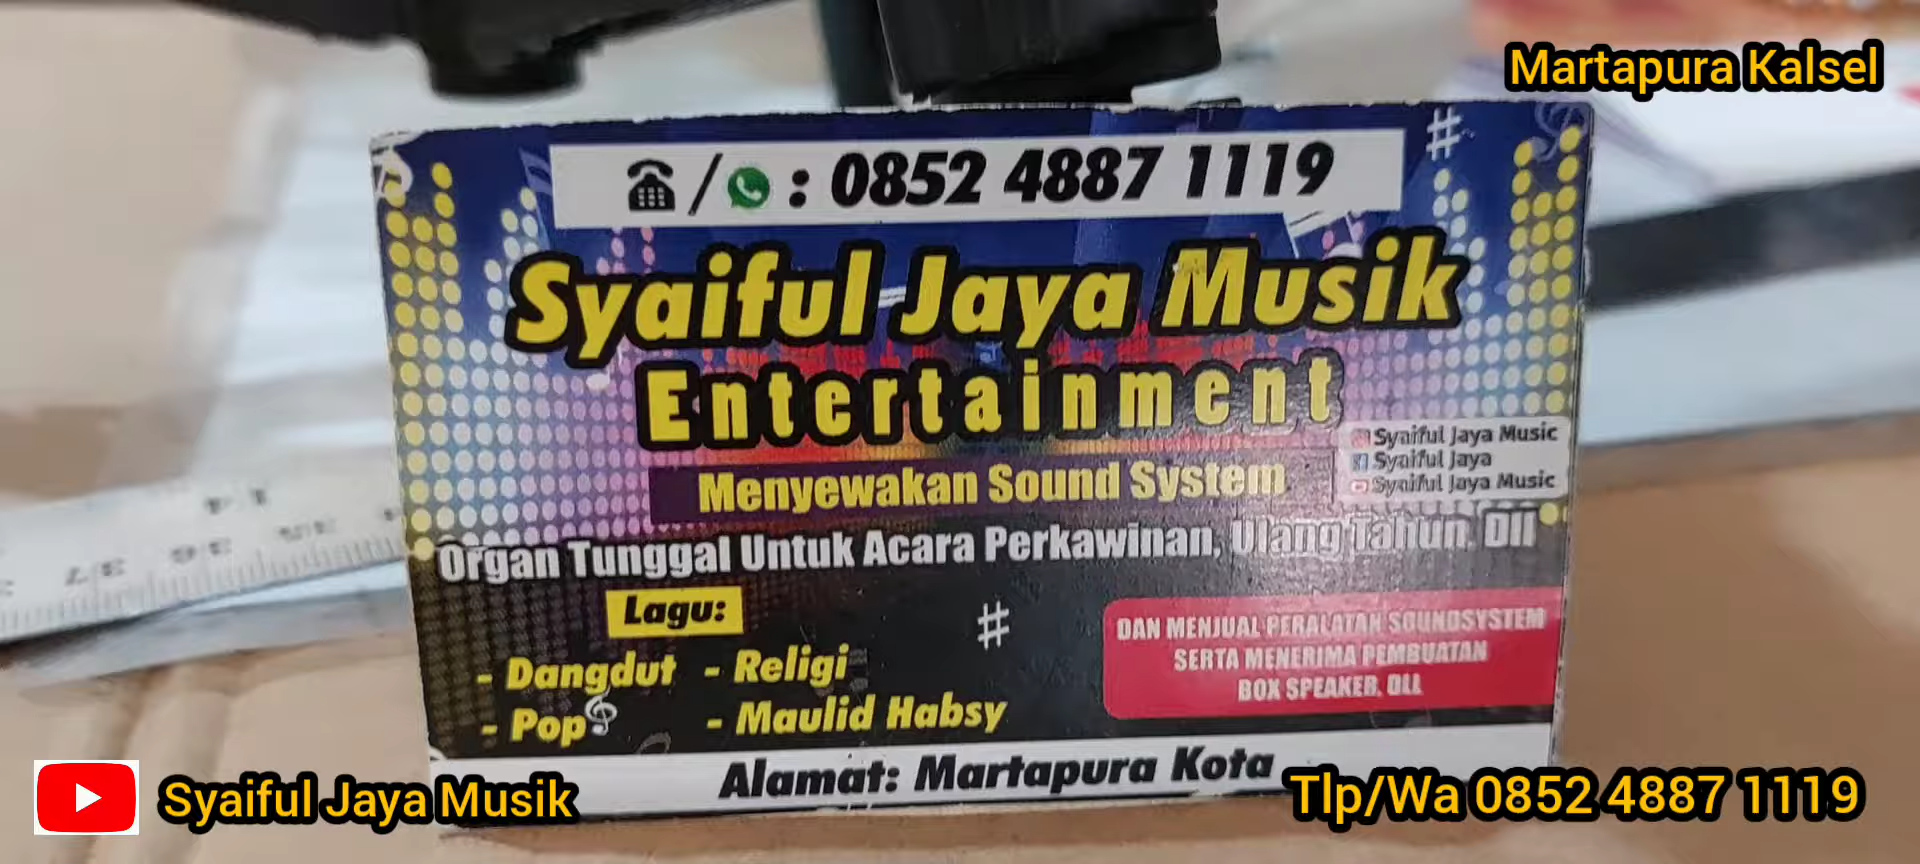 Martapura Kalsel
: 0852 4887 1119
Syaiful Jaya Musik
Entertainment
Syaiful Jaya Music
Syaiful Jaya
Syaiful Jaya Music
Menyewakan Sound System
Organ Tunggal Untuk Acara Perkawinan, Ulang Tahun. Dll
Lagu:
- Dangdut - Religi
- Pop - Maulid Habsy
DAN MENJUAL PERALATAN SOUNDSYSTEM
SERTA MENERIMA PEMBUATAN
BOX SPEAKER, DLL
Alamat: Martapura Kota
Syaiful Jaya Musik
Tlp/Wa 0852 4887 1119